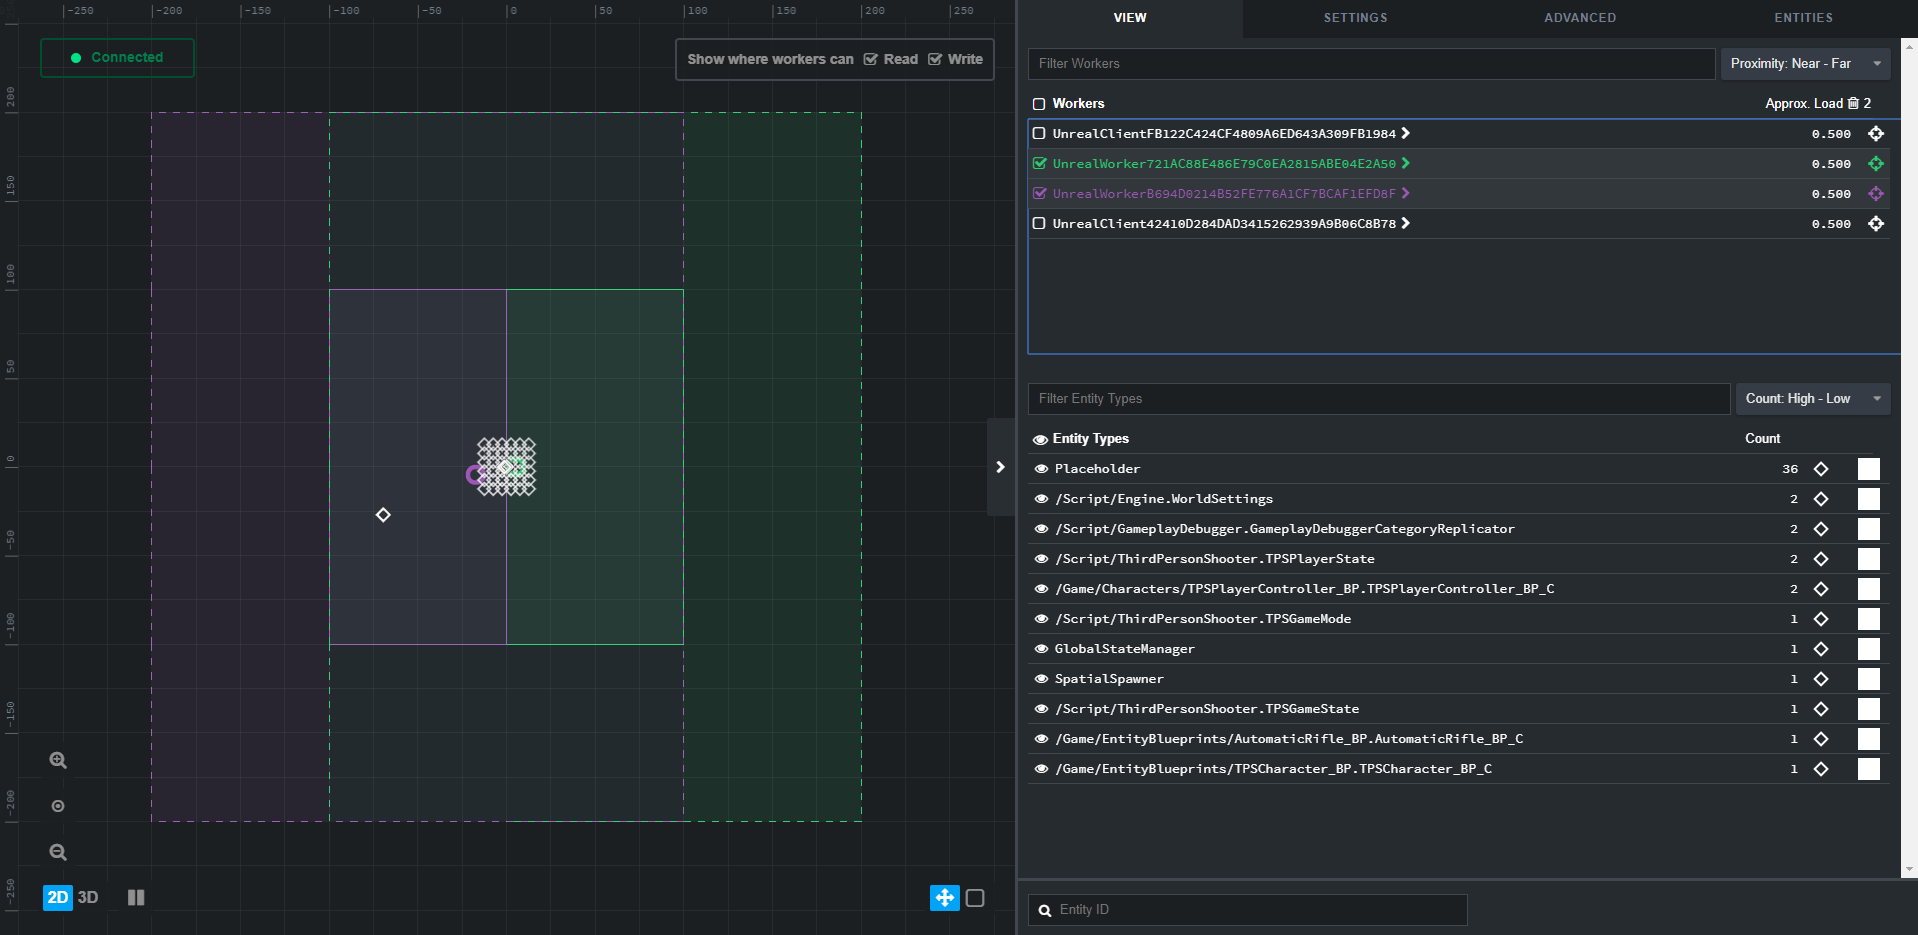 -250 -200 -150 -100 -50 0 50 100 150 200 250
200
150
100
50
0
-50
-100
-150
-200
-250
Connected
Show where workers can Read Write
2D 3D
VIEW SETTINGS ADVANCED ENTITIES
Filter Workers Proximity: Near - Far
Workers Approx. Load 2
UnrealClientFB122C424CF4809A6ED643A309FB1984 0.500
UnrealWorker721AC88E486E79C0EA2815ABE04E2A50 0.500
UnrealWorkerB694D0214B52FE776A1CF7BCAF1EFD8F 0.500
UnrealClient42410D284DAD3415262939A9B06C8B78 0.500
Filter Entity Types Count: High - Low
Entity Types Count
Placeholder 36
/Script/Engine.WorldSettings 2
/Script/GameplayDebugger.GameplayDebuggerCategoryReplicator 2
/Script/ThirdPersonShooter.TPSPlayerState 2
/Game/Characters/TPSPlayerController_BP.TPSPlayerController_BP_C 2
/Script/ThirdPersonShooter.TPSGameMode 1
GlobalStateManager 1
SpatialSpawner 1
/Script/ThirdPersonShooter.TPSGameState 1
/Game/EntityBlueprints/AutomaticRifle_BP.AutomaticRifle_BP_C 1
/Game/EntityBlueprints/TPSCharacter_BP.TPSCharacter_BP_C 1
Entity ID